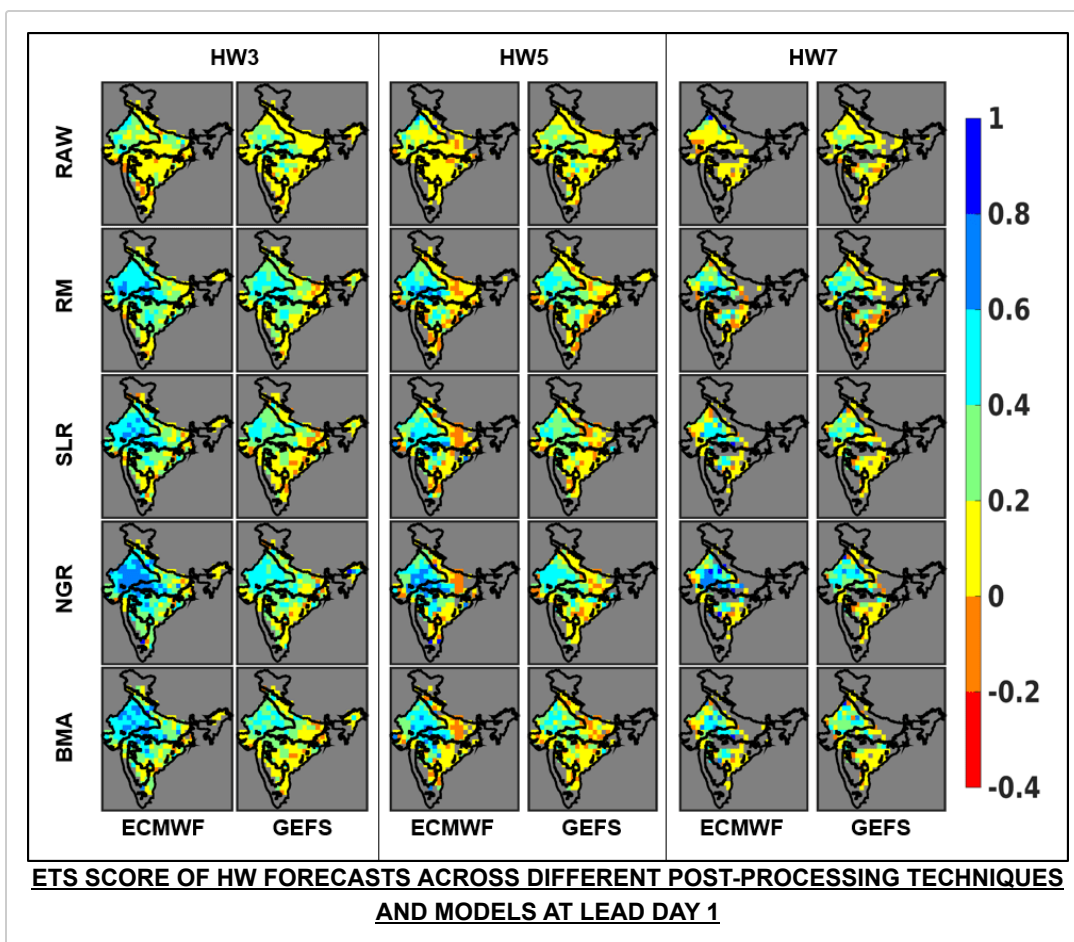 HW3 HW5 HW7
RAW
RM
SLR
NGR
BMA
ECMWF GEFS ECMWF GEFS ECMWF GEFS
1
0.8
0.6
0.4
0.2
0
-0.2
-0.4
ETS SCORE OF HW FORECASTS ACROSS DIFFERENT POST-PROCESSING TECHNIQUES
AND MODELS AT LEAD DAY 1